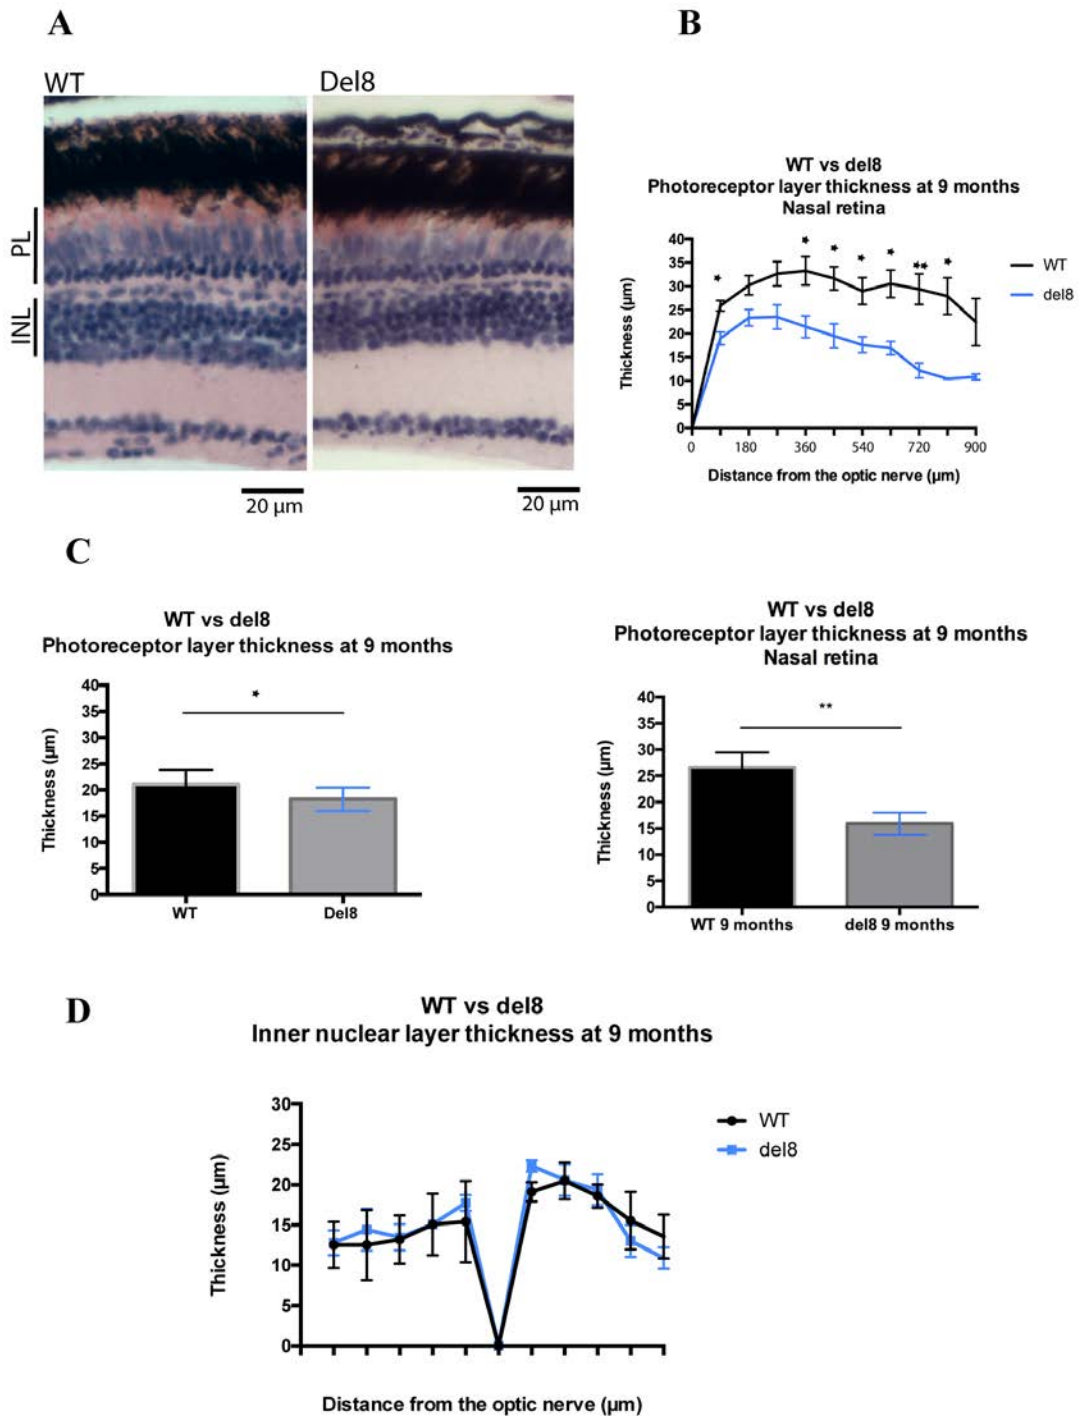 A
WT
Del8
PL
INL
20 µm
20 µm
B
WT vs del8
Photoreceptor layer thickness at 9 months
Nasal retina
Thickness (µm)
40
35
30
25
20
15
10
5
0
* * * * * ** *
0 180 360 540 720 900
Distance from the optic nerve (µm)
WT
del8
C
WT vs del8
Photoreceptor layer thickness at 9 months
Thickness (µm)
40
35
30
25
20
15
10
5
0
*
WT Del8
WT vs del8
Photoreceptor layer thickness at 9 months
Nasal retina
Thickness (µm)
40
35
30
25
20
15
10
5
0
**
WT 9 months del8 9 months
D
WT vs del8
Inner nuclear layer thickness at 9 months
Thickness (µm)
30
25
20
15
10
5
0
Distance from the optic nerve (µm)
WT
del8